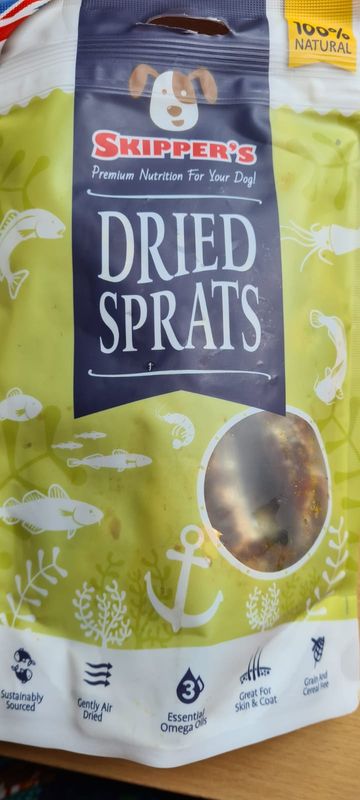 100%
NATURAL
SKIPPER'S
Premium Nutrition For Your Dog!
DRIED
SPRATS
Sustainably
Sourced
Gently Air
Dried
3
Essential
Omega Oils
Great For
Skin & Coat
Grain And
Cereal Free